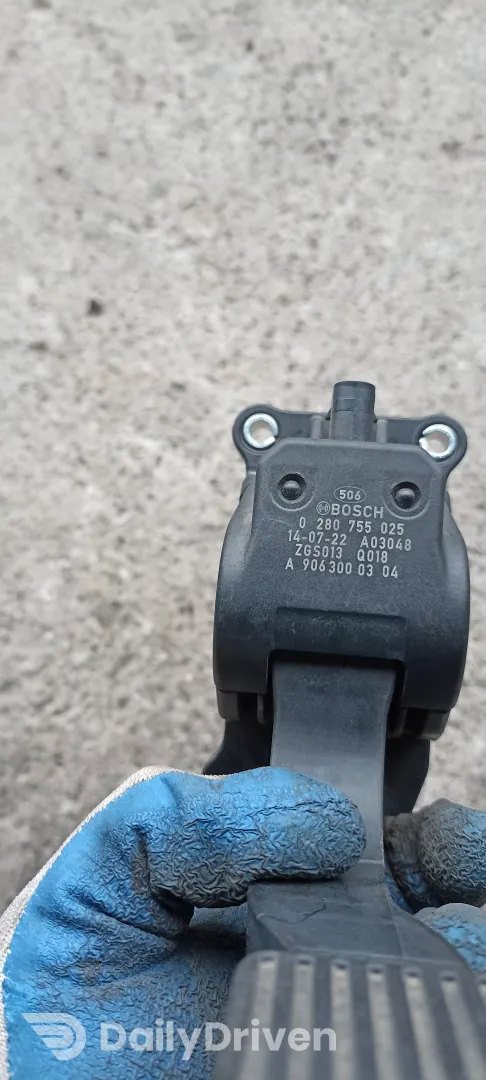 506
BOSCH
0 280 755 025
14-07-22 A03048
ZGS013 Q018
A 906 300 03 04
DailyDriven